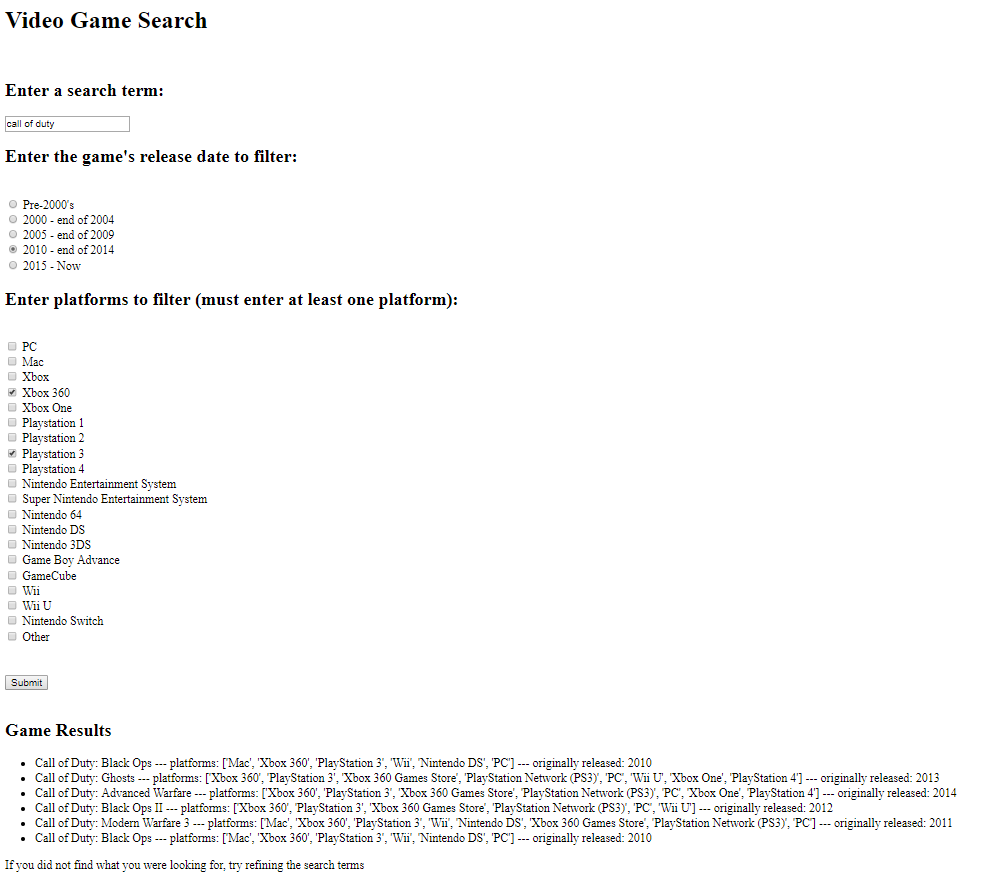 Video Game Search
Enter a search term:
call of duty
Enter the game's release date to filter:
Pre-2000's
2000 - end of 2004
2005 - end of 2009
2010 - end of 2014
2015 - Now
Enter platforms to filter (must enter at least one platform):
PC
Mac
Xbox
Xbox 360
Xbox One
Playstation 1
Playstation 2
Playstation 3
Playstation 4
Nintendo Entertainment System
Super Nintendo Entertainment System
Nintendo 64
Nintendo DS
Nintendo 3DS
Game Boy Advance
GameCube
Wii
Wii U
Nintendo Switch
Other
Submit
Game Results
• Call of Duty: Black Ops --- platforms: ['Mac', 'Xbox 360', 'PlayStation 3', 'Wii', 'Nintendo DS', 'PC'] --- originally released: 2010
• Call of Duty: Ghosts --- platforms: ['Xbox 360', 'PlayStation 3', 'Xbox 360 Games Store', 'PlayStation Network (PS3)', 'PC', 'Wii U', 'Xbox One', 'PlayStation 4'] --- originally released: 2013
• Call of Duty: Advanced Warfare --- platforms: ['Xbox 360', 'PlayStation 3', 'Xbox 360 Games Store', 'PlayStation Network (PS3)', 'PC', 'Xbox One', 'PlayStation 4'] --- originally released: 2014
• Call of Duty: Black Ops II --- platforms: ['Xbox 360', 'PlayStation 3', 'Xbox 360 Games Store', 'PlayStation Network (PS3)', 'PC', 'Wii U'] --- originally released: 2012
• Call of Duty: Modern Warfare 3 --- platforms: ['Mac', 'Xbox 360', 'PlayStation 3', 'Wii', 'Nintendo DS', 'Xbox 360 Games Store', 'PlayStation Network (PS3)', 'PC'] --- originally released: 2011
• Call of Duty: Black Ops --- platforms: ['Mac', 'Xbox 360', 'PlayStation 3', 'Wii', 'Nintendo DS', 'PC'] --- originally released: 2010
If you did not find what you were looking for, try refining the search terms